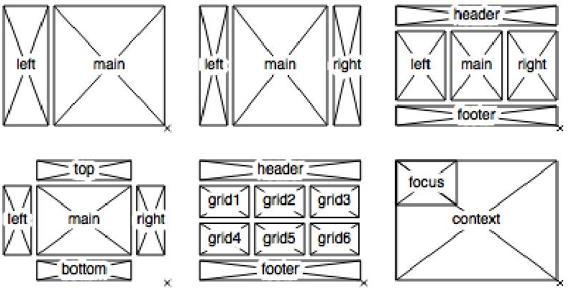 left main
left main right
header
left main right
footer
top
left main right
bottom
header
grid1 grid2 grid3
grid4 grid5 grid6
footer
focus
context